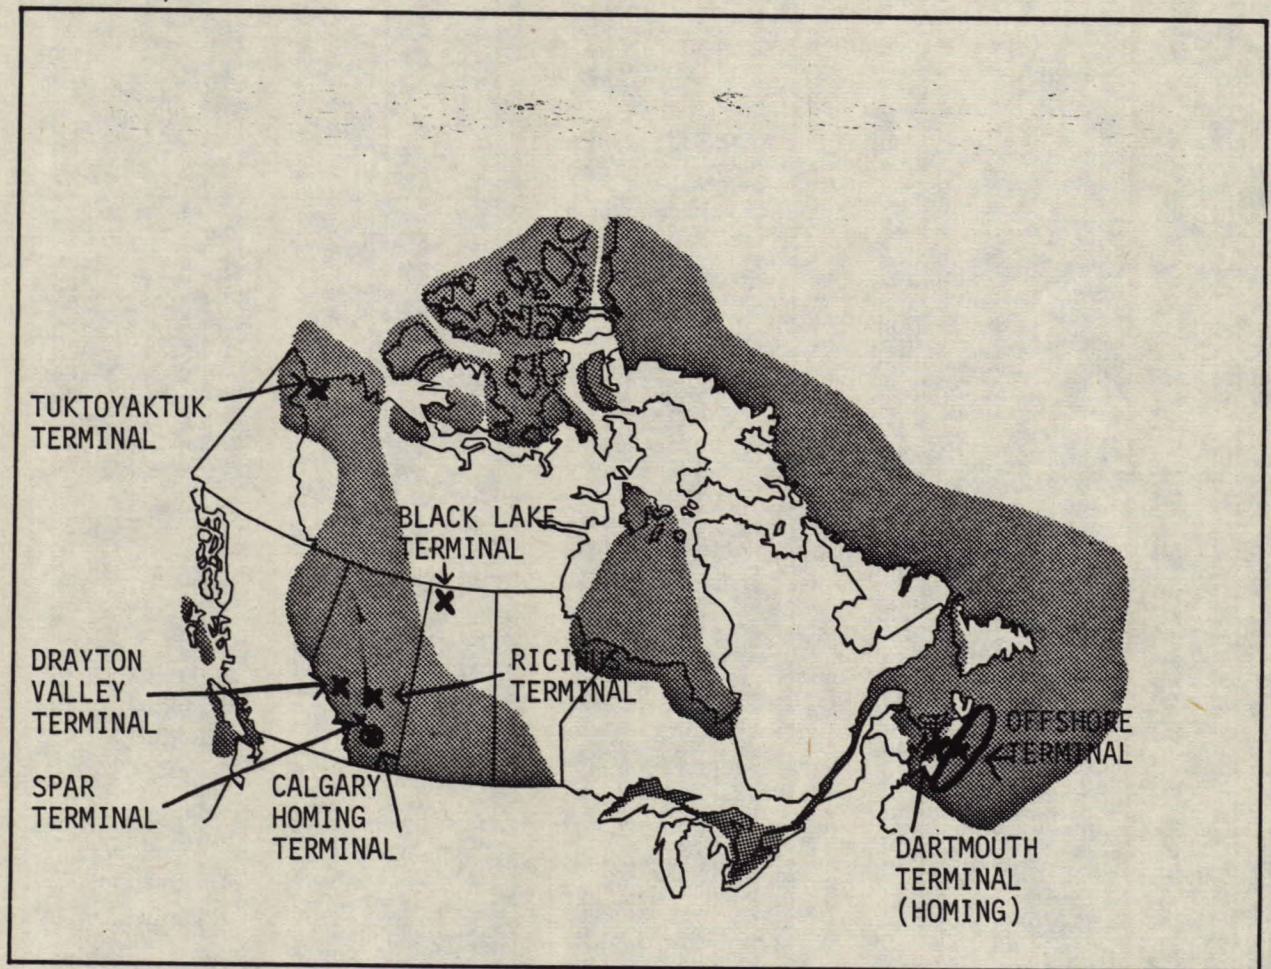 TUKTOYAKTUK
TERMINAL
BLACK LAKE
TERMINAL
DRAYTON
VALLEY
TERMINAL
RICINUS
TERMINAL
OFFSHORE
TERMINAL
SPAR
TERMINAL
CALGARY
HOMING
TERMINAL
DARTMOUTH
TERMINAL
(HOMING)